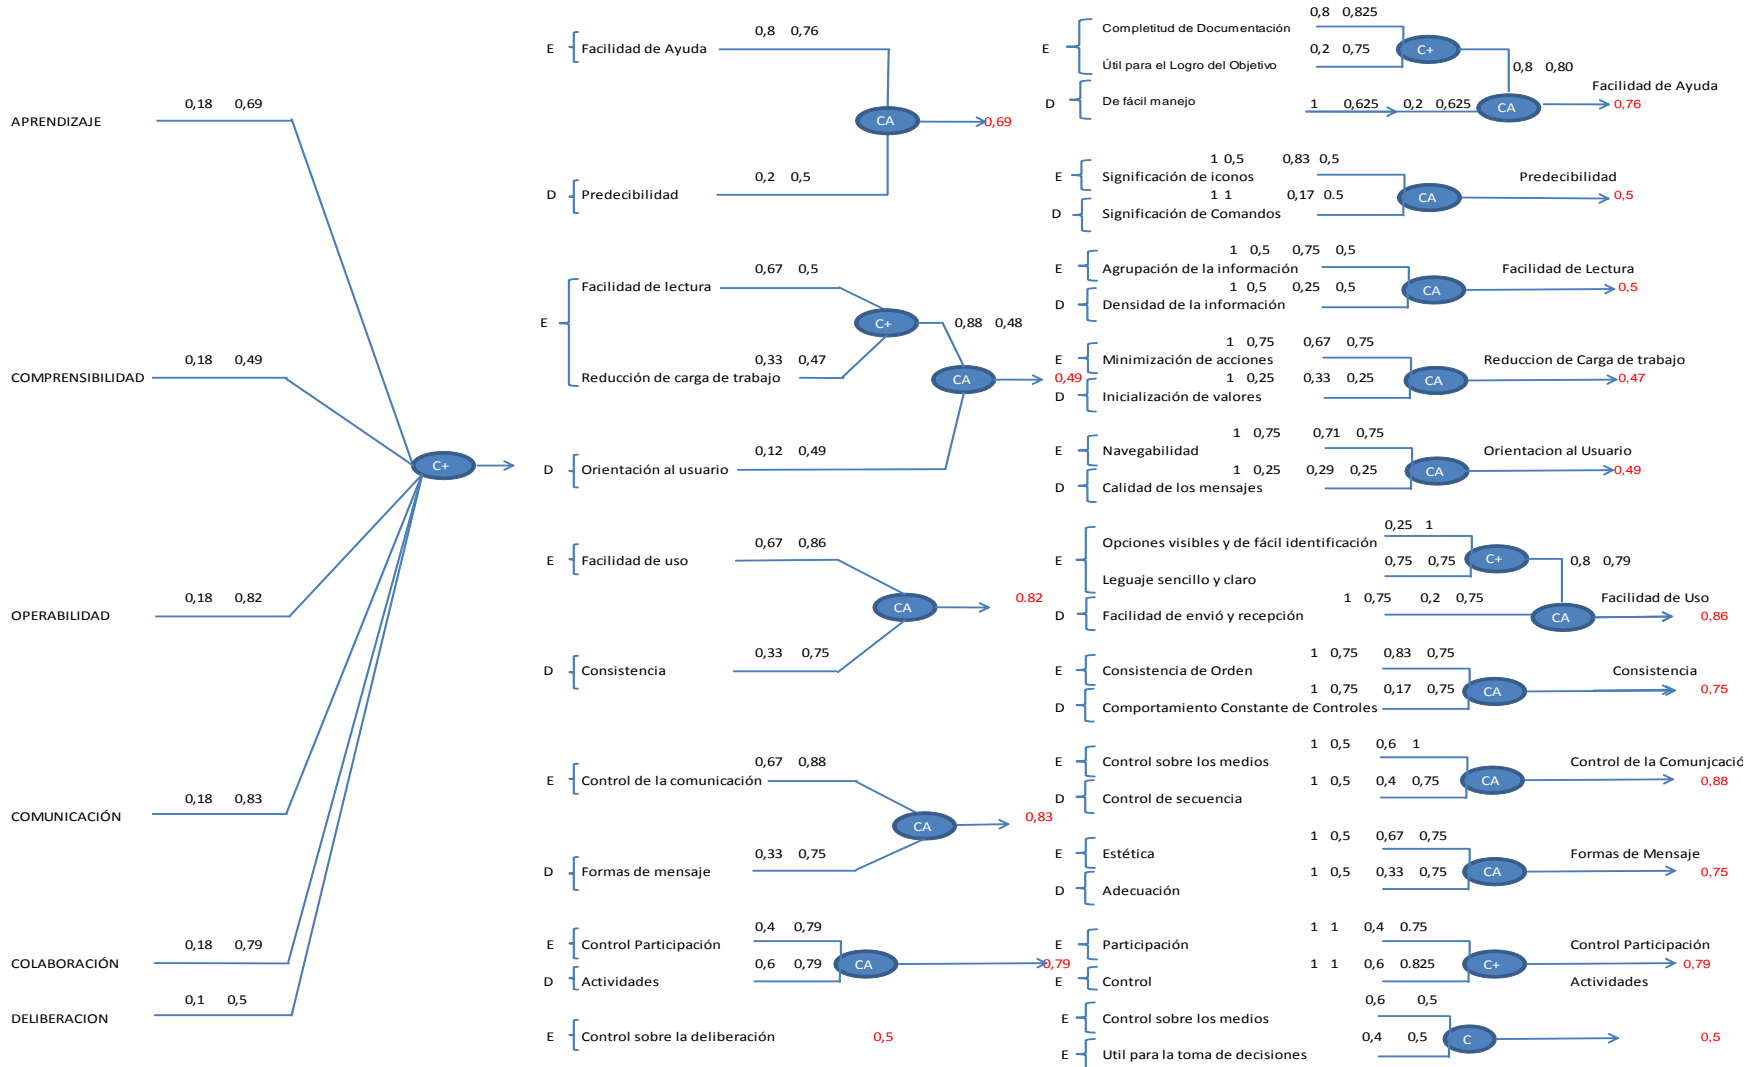 APRENDIZAJE
0,18 0,69
COMPRENSIBILIDAD
0,18 0,49
OPERABILIDAD
0,18 0,82
COMUNICACIÓN
0,18 0,83
COLABORACIÓN
0,18 0,79
DELIBERACION
0,1 0,5
C+
E Facilidad de Ayuda 0,8 0,76
CA 0,69
D Predecibilidad 0,2 0,5
E
Facilidad de lectura 0,67 0,5
C+ 0,88 0,48
Reducción de carga de trabajo 0,33 0,47
CA 0,49
D Orientación al usuario 0,12 0,49
E Facilidad de uso 0,67 0,86
CA 0.82
D Consistencia 0,33 0,75
E Control de la comunicación 0,67 0,88
CA 0,83
D Formas de mensaje 0,33 0,75
E Control Participación 0,4 0,79
CA 0,79
D Actividades 0,6 0,79
E Control sobre la deliberación 0,5
E
Completitud de Documentación 0,8 0,825
C+
Útil para el Logro del Objetivo 0,2 0,75
0,8 0,80
D De fácil manejo 1 0,625 0,2 0,625
CA
Facilidad de Ayuda
0,76
1 0,5 0,83 0,5
E Significación de iconos
1 1 0,17 0.5
D Significación de Comandos
CA
Predecibilidad
0,5
1 0,5 0,75 0,5
E Agrupación de la información
1 0,5 0,25 0,5
D Densidad de la información
CA
Facilidad de Lectura
0,5
1 0,75 0,67 0,75
E Minimización de acciones
1 0,25 0,33 0,25
D Inicialización de valores
CA
Reduccion de Carga de trabajo
0,47
1 0,75 0,71 0,75
E Navegabilidad
1 0,25 0,29 0,25
D Calidad de los mensajes
CA
Orientacion al Usuario
0,49
0,25 1
E Opciones visibles y de fácil identificación
C+
0,75 0,75
0,8 0,79
Leguaje sencillo y claro
1 0,75 0,2 0,75
D Facilidad de envió y recepción
CA
Facilidad de Uso
0,86
1 0,75 0,83 0,75
E Consistencia de Orden
1 0,75 0,17 0,75
D Comportamiento Constante de Controles
CA
Consistencia
0,75
1 0,5 0,6 1
E Control sobre los medios
1 0,5 0,4 0,75
D Control de secuencia
CA
Control de la Comunjcació
0,88
1 0,5 0,67 0,75
E Estética
1 0,5 0,33 0,75
D Adecuación
CA
Formas de Mensaje
0,75
1 1 0,4 0.75
E Participación
1 1 0,6 0.825
E Control
C+
Control Participación
0,79
Actividades
0,6 0,5
E Control sobre los medios
0,4 0,5
E Util para la toma de decisiones
C
0,5